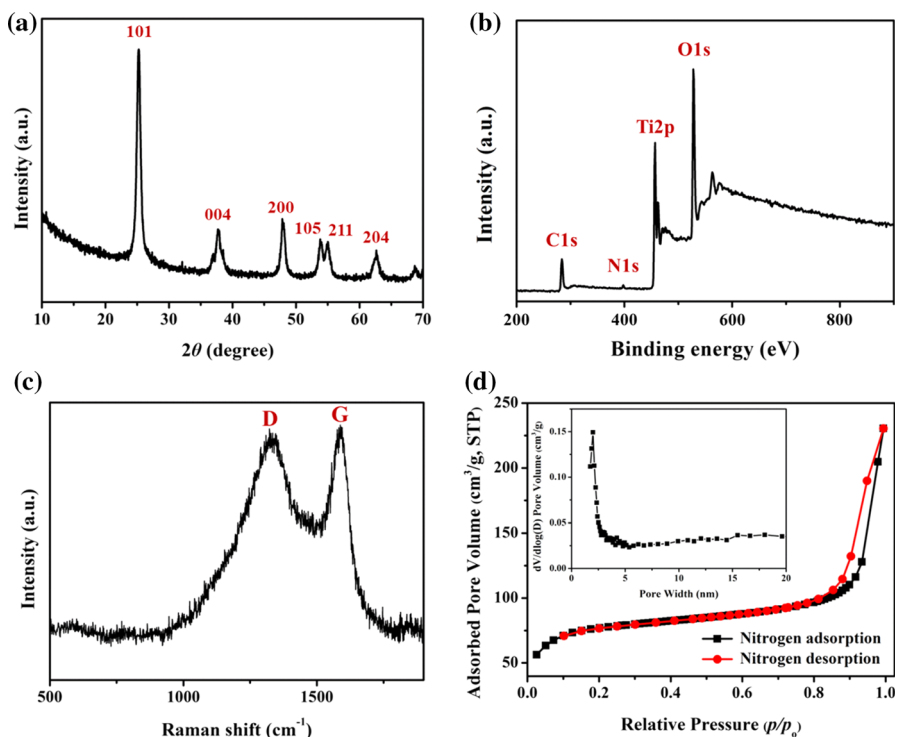 (a)
101
004
200
105
211
204
Intensity (a.u.)
10 20 30 40 50 60 70
2θ (degree)
(b)
O1s
Ti2p
C1s
N1s
Intensity (a.u.)
200 400 600 800
Binding energy (eV)
(c)
D
G
Intensity (a.u.)
500 1000 1500
Raman shift (cm⁻¹)
(d)
250
225
200
175
150
125
100
75
50
Adsorbed Pore Volume (cm³/g, STP)
0.15
0.10
0.05
0.00
dV/dlog(D) Pore Volume (cm³/g)
0 5 10 15 20
Pore Width (nm)
Nitrogen adsorption
Nitrogen desorption
0.0 0.2 0.4 0.6 0.8 1.0
Relative Pressure (p/pₒ)